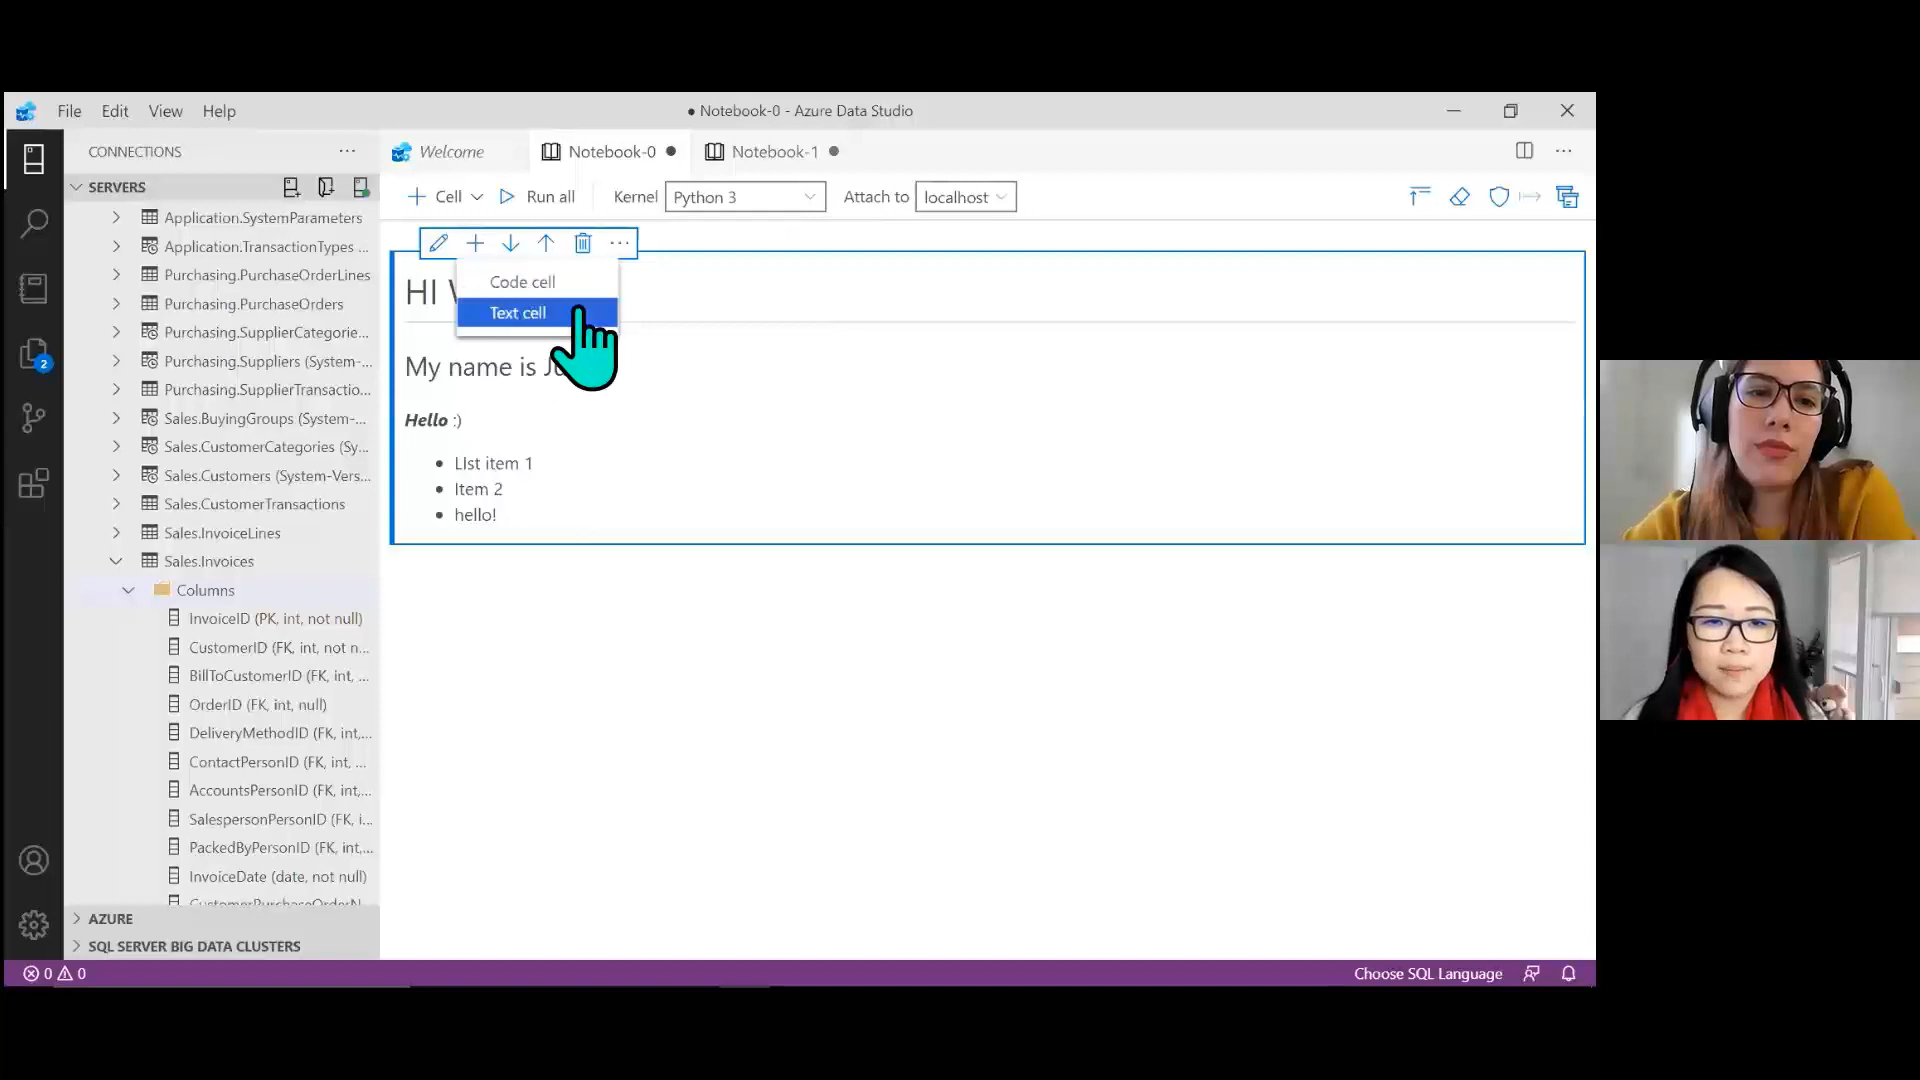 File Edit View Help
● Notebook-0 - Azure Data Studio
CONNECTIONS
Welcome
Notebook-0
Notebook-1
SERVERS
Cell
Run all
Kernel
Python 3
Attach to
localhost
Application.SystemParameters
Application.TransactionTypes ...
Purchasing.PurchaseOrderLines
Purchasing.PurchaseOrders
Purchasing.SupplierCategorie...
Purchasing.Suppliers (System-...
Purchasing.SupplierTransactio...
Sales.BuyingGroups (System-...
Sales.CustomerCategories (Sy...
Sales.Customers (System-Vers...
Sales.CustomerTransactions
Sales.InvoiceLines
Sales.Invoices
Columns
InvoiceID (PK, int, not null)
CustomerID (FK, int, not n...
BillToCustomerID (FK, int, ...
OrderID (FK, int, null)
DeliveryMethodID (FK, int,...
ContactPersonID (FK, int, ...
AccountsPersonID (FK, int,...
SalespersonPersonID (FK, i...
PackedByPersonID (FK, int,...
InvoiceDate (date, not null)
AZURE
SQL SERVER BIG DATA CLUSTERS
Code cell
Text cell
HI
My name is
Hello :)
LIst item 1
Item 2
hello!
2
0 0
Choose SQL Language